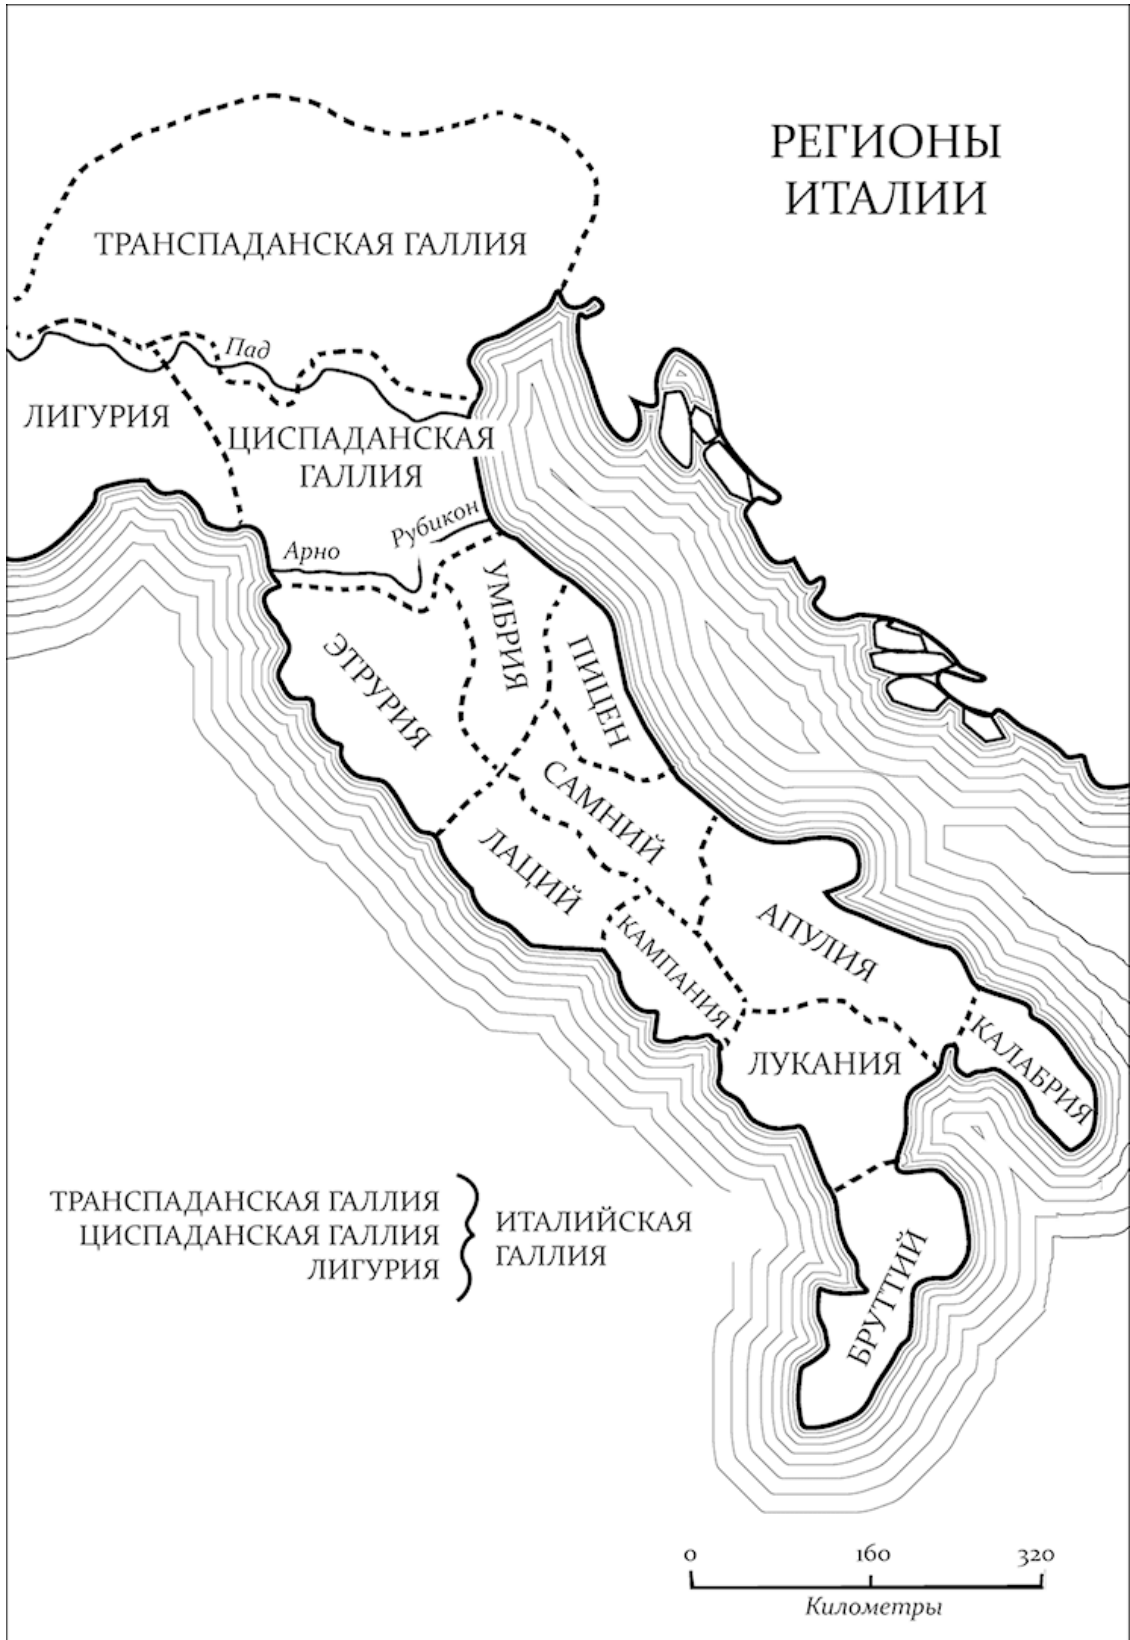 РЕГИОНЫ
ИТАЛИИ
ТРАНСПАДАНСКАЯ ГАЛЛИЯ
Пад
ЛИГУРИЯ
ЦИСПАДАНСКАЯ
ГАЛЛИЯ
Рубикон
Арно
УМБРИЯ
ЭТРУРИЯ
ПИЦЕН
САМНИЙ
ЛАЦИЙ
КАМПАНИЯ
АПУЛИЯ
ЛУКАНИЯ
КАЛАБРИЯ
БРУТТИЙ
ТРАНСПАДАНСКАЯ ГАЛЛИЯ
ЦИСПАДАНСКАЯ ГАЛЛИЯ
ЛИГУРИЯ
ИТАЛИЙСКАЯ
ГАЛЛИЯ
0 160 320
Километры